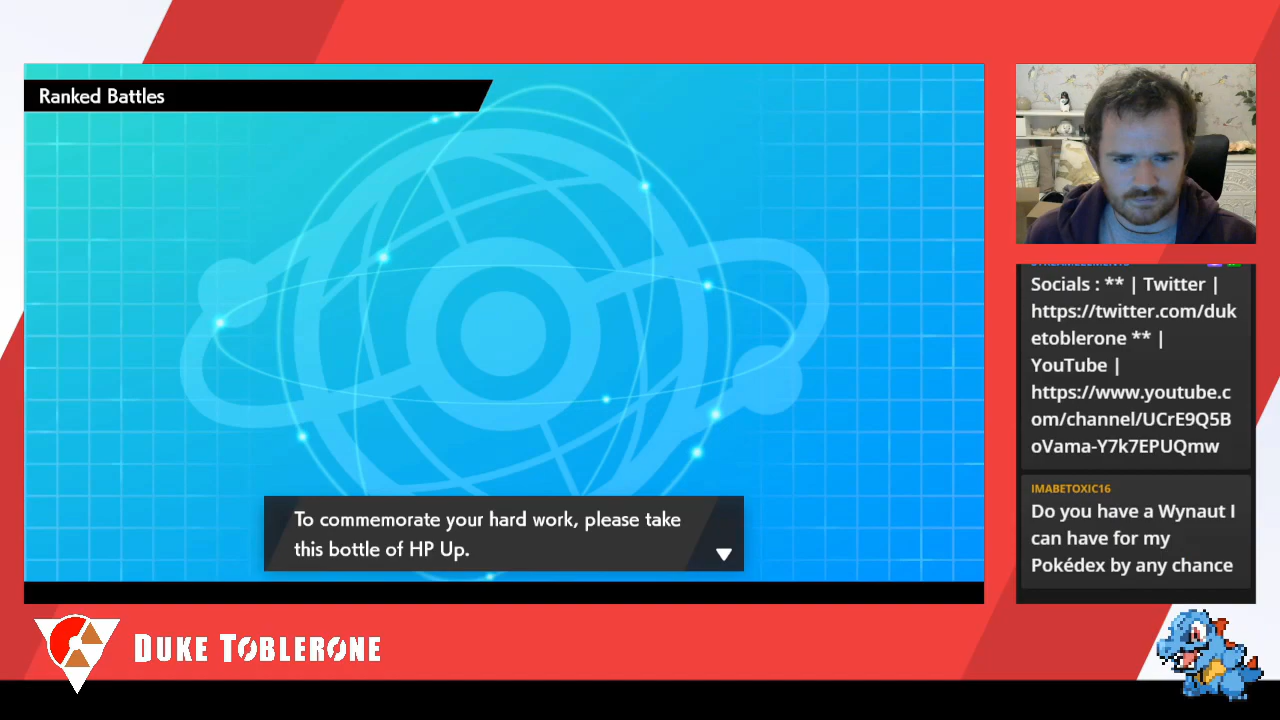 Ranked Battles
To commemorate your hard work, please take
this bottle of HP Up.
Socials : ** | Twitter |
https://twitter.com/duk
etoblerone ** |
YouTube |
https://www.youtube.c
om/channel/UCrE9Q5B
oVama-Y7k7EPUQmw
IMABETOXIC16
Do you have a Wynaut I
can have for my
Pokédex by any chance
DUKE TOBLERONE